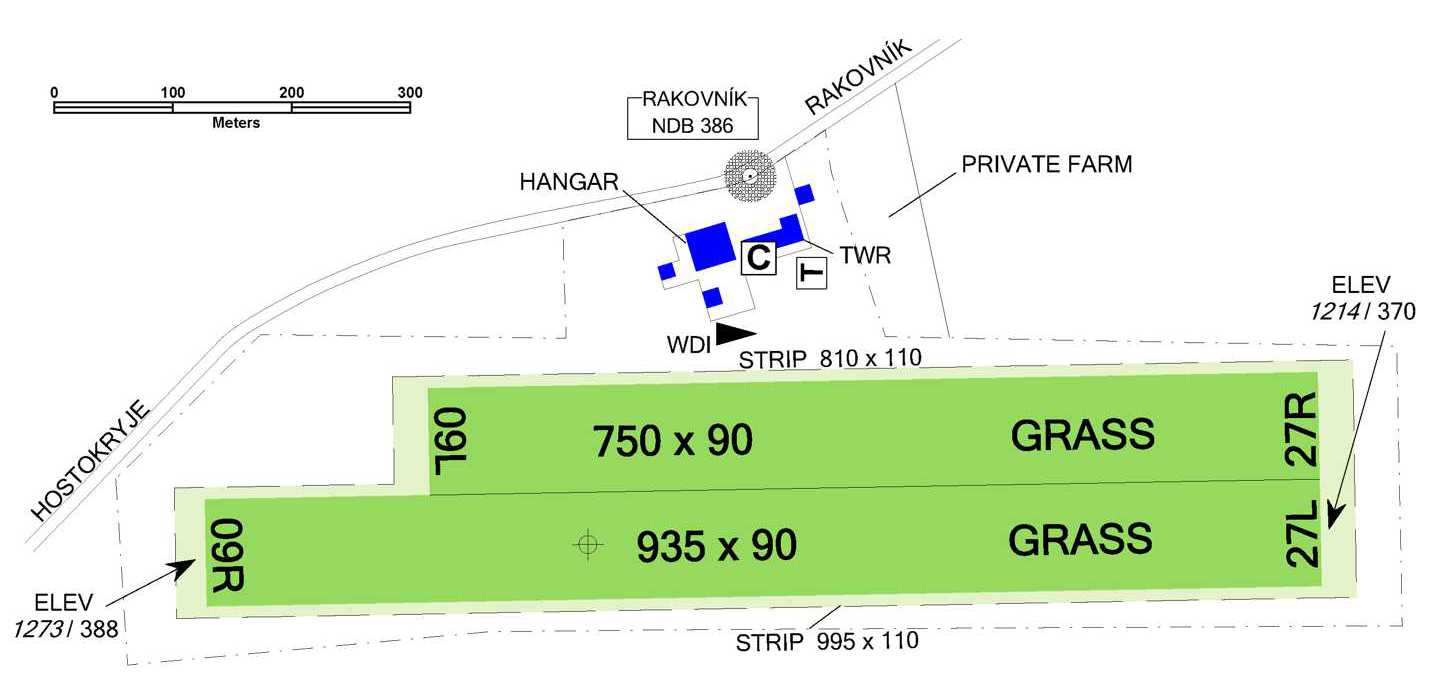 0 100 200 300
Meters
RAKOVNÍK
NDB 386
RAKOVNÍK
HANGAR
PRIVATE FARM
C
T
TWR
WDI
ELEV
1214 / 370
STRIP 810 x 110
HOSTOKRYJE
09L
750 x 90
GRASS
27R
09R
935 x 90
GRASS
27L
ELEV
1273 / 388
STRIP 995 x 110